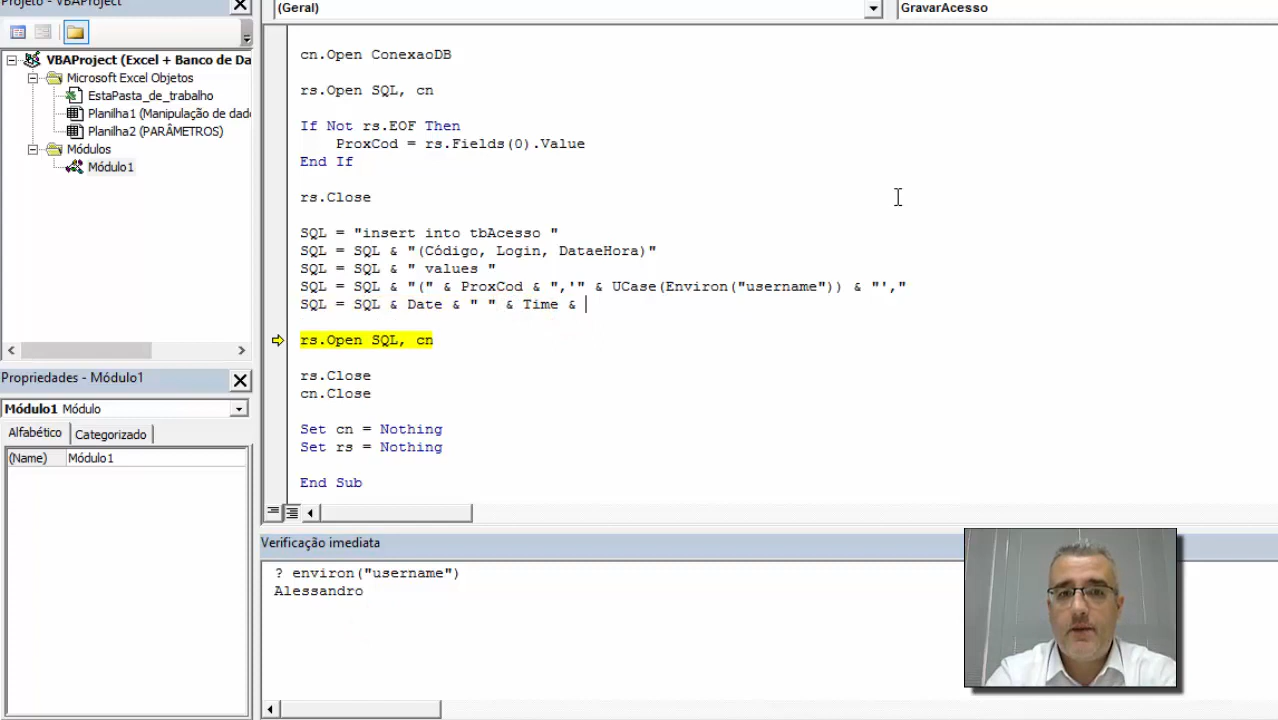 Projeto - VBAProject
(Geral)
GravarAcesso
VBAProject (Excel + Banco de Da
Microsoft Excel Objetos
EstaPasta_de_trabalho
Planilha1 (Manipulação de dado
Planilha2 (PARÂMETROS)
Módulos
Módulo1
Propriedades - Módulo1
Módulo1 Módulo
Alfabético Categorizado
(Name) Módulo1
cn.Open ConexaoDB
rs.Open SQL, cn
If Not rs.EOF Then
ProxCod = rs.Fields(0).Value
End If
rs.Close
SQL = "insert into tbAcesso "
SQL = SQL & "(Código, Login, DataeHora)"
SQL = SQL & " values "
SQL = SQL & "(" & ProxCod & ",'" & UCase(Environ("username")) & "',"
SQL = SQL & Date & " " & Time &
rs.Open SQL, cn
rs.Close
cn.Close
Set cn = Nothing
Set rs = Nothing
End Sub
Verificação imediata
? environ("username")
Alessandro